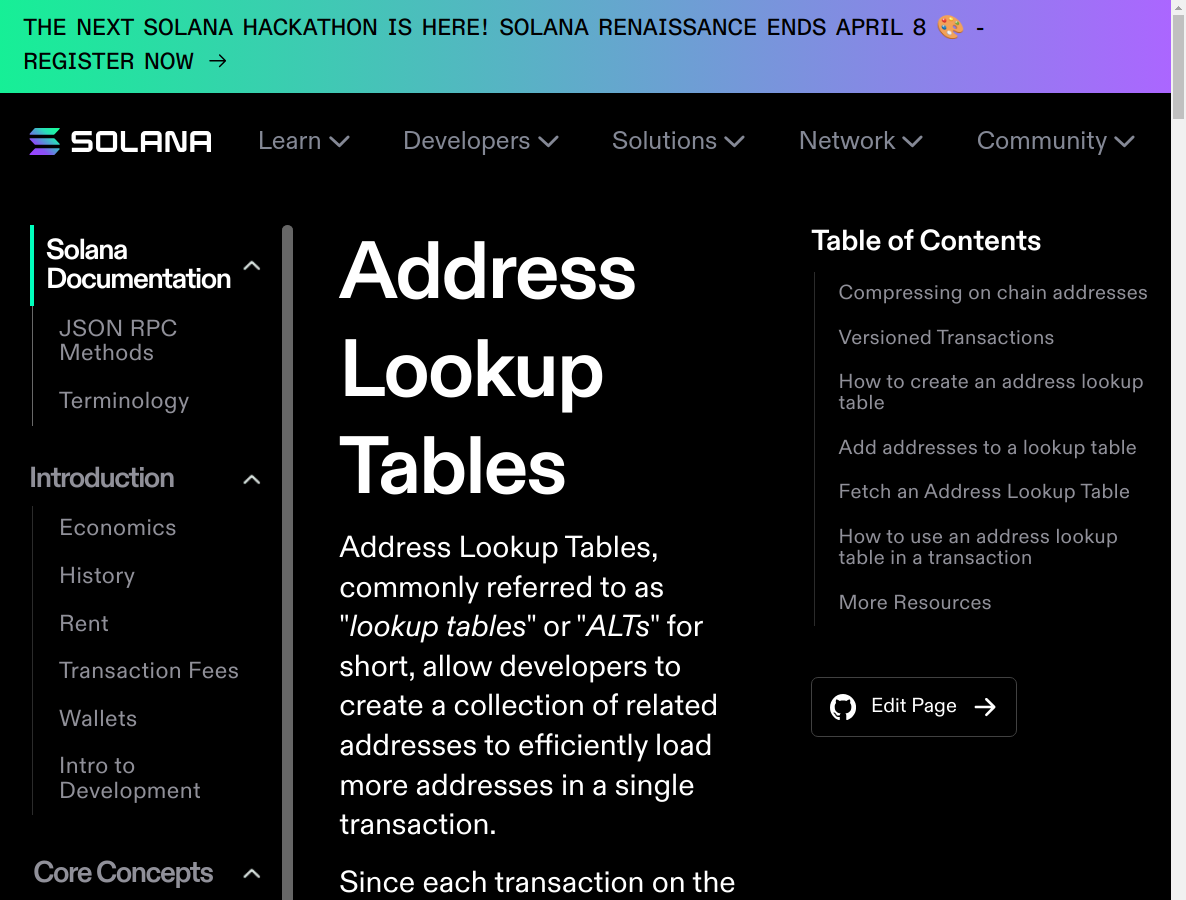 THE NEXT SOLANA HACKATHON IS HERE! SOLANA RENAISSANCE ENDS APRIL 8 🎨 -
REGISTER NOW →
SOLANA
Learn
Developers
Solutions
Network
Community
Solana
Documentation
JSON RPC
Methods
Terminology
Introduction
Economics
History
Rent
Transaction Fees
Wallets
Intro to
Development
Core Concepts
Address
Lookup
Tables
Address Lookup Tables,
commonly referred to as
"lookup tables" or "ALTs" for
short, allow developers to
create a collection of related
addresses to efficiently load
more addresses in a single
transaction.
Since each transaction on the
Table of Contents
Compressing on chain addresses
Versioned Transactions
How to create an address lookup
table
Add addresses to a lookup table
Fetch an Address Lookup Table
How to use an address lookup
table in a transaction
More Resources
Edit Page →